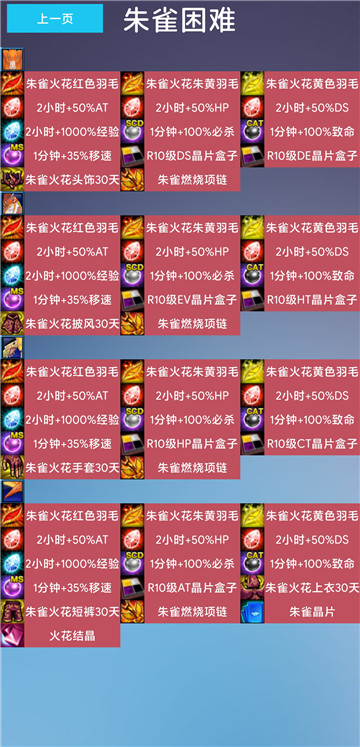 上一页 朱雀困难
朱雀火花红色羽毛 朱雀火花朱黄羽毛 朱雀火花黄色羽毛
2小时+50%AT 2小时+50%HP 2小时+50%DS
2小时+1000%经验 SCD 1分钟+100%必杀 CAT 1分钟+100%致命
MS 1分钟+35%移速 R10级DS晶片盒子 R10级DE晶片盒子
朱雀火花头饰30天 朱雀燃烧项链
朱雀火花红色羽毛 朱雀火花朱黄羽毛 朱雀火花黄色羽毛
2小时+50%AT 2小时+50%HP 2小时+50%DS
2小时+1000%经验 SCD 1分钟+100%必杀 CAT 1分钟+100%致命
MS 1分钟+35%移速 R10级EV晶片盒子 R10级HT晶片盒子
朱雀火花披风30天 朱雀燃烧项链
朱雀火花红色羽毛 朱雀火花朱黄羽毛 朱雀火花黄色羽毛
2小时+50%AT 2小时+50%HP 2小时+50%DS
2小时+1000%经验 SCD 1分钟+100%必杀 CAT 1分钟+100%致命
MS 1分钟+35%移速 R10级HP晶片盒子 R10级CT晶片盒子
朱雀火花手套30天 朱雀燃烧项链
朱雀火花红色羽毛 朱雀火花朱黄羽毛 朱雀火花黄色羽毛
2小时+50%AT 2小时+50%HP 2小时+50%DS
2小时+1000%经验 SCD 1分钟+100%必杀 CAT 1分钟+100%致命
MS 1分钟+35%移速 R10级AT晶片盒子 朱雀火花上衣30天
朱雀火花短裤30天 朱雀燃烧项链 朱雀晶片
火花结晶